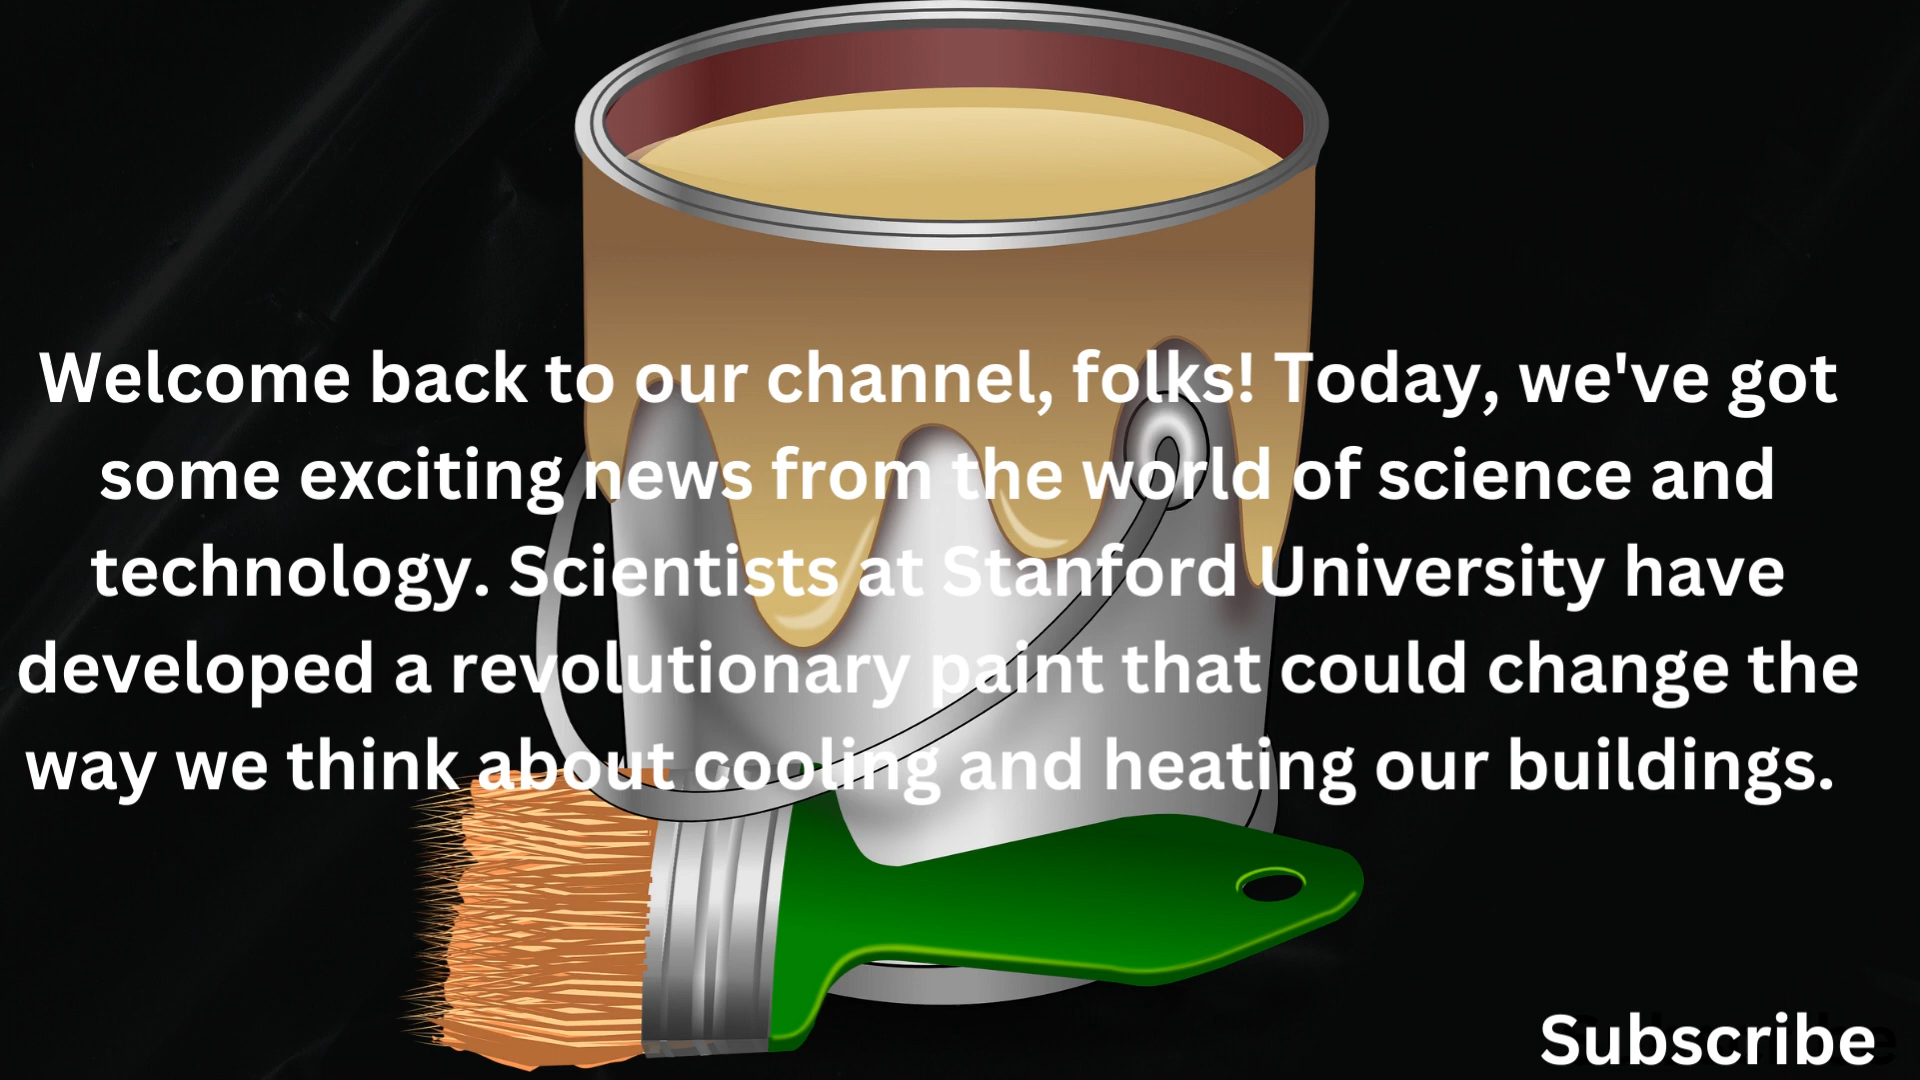 Welcome back to our channel, folks! Today, we've got
some exciting news from the world of science and
technology. Scientists at Stanford University have
developed a revolutionary paint that could change the
way we think about cooling and heating our buildings.
Subscribe